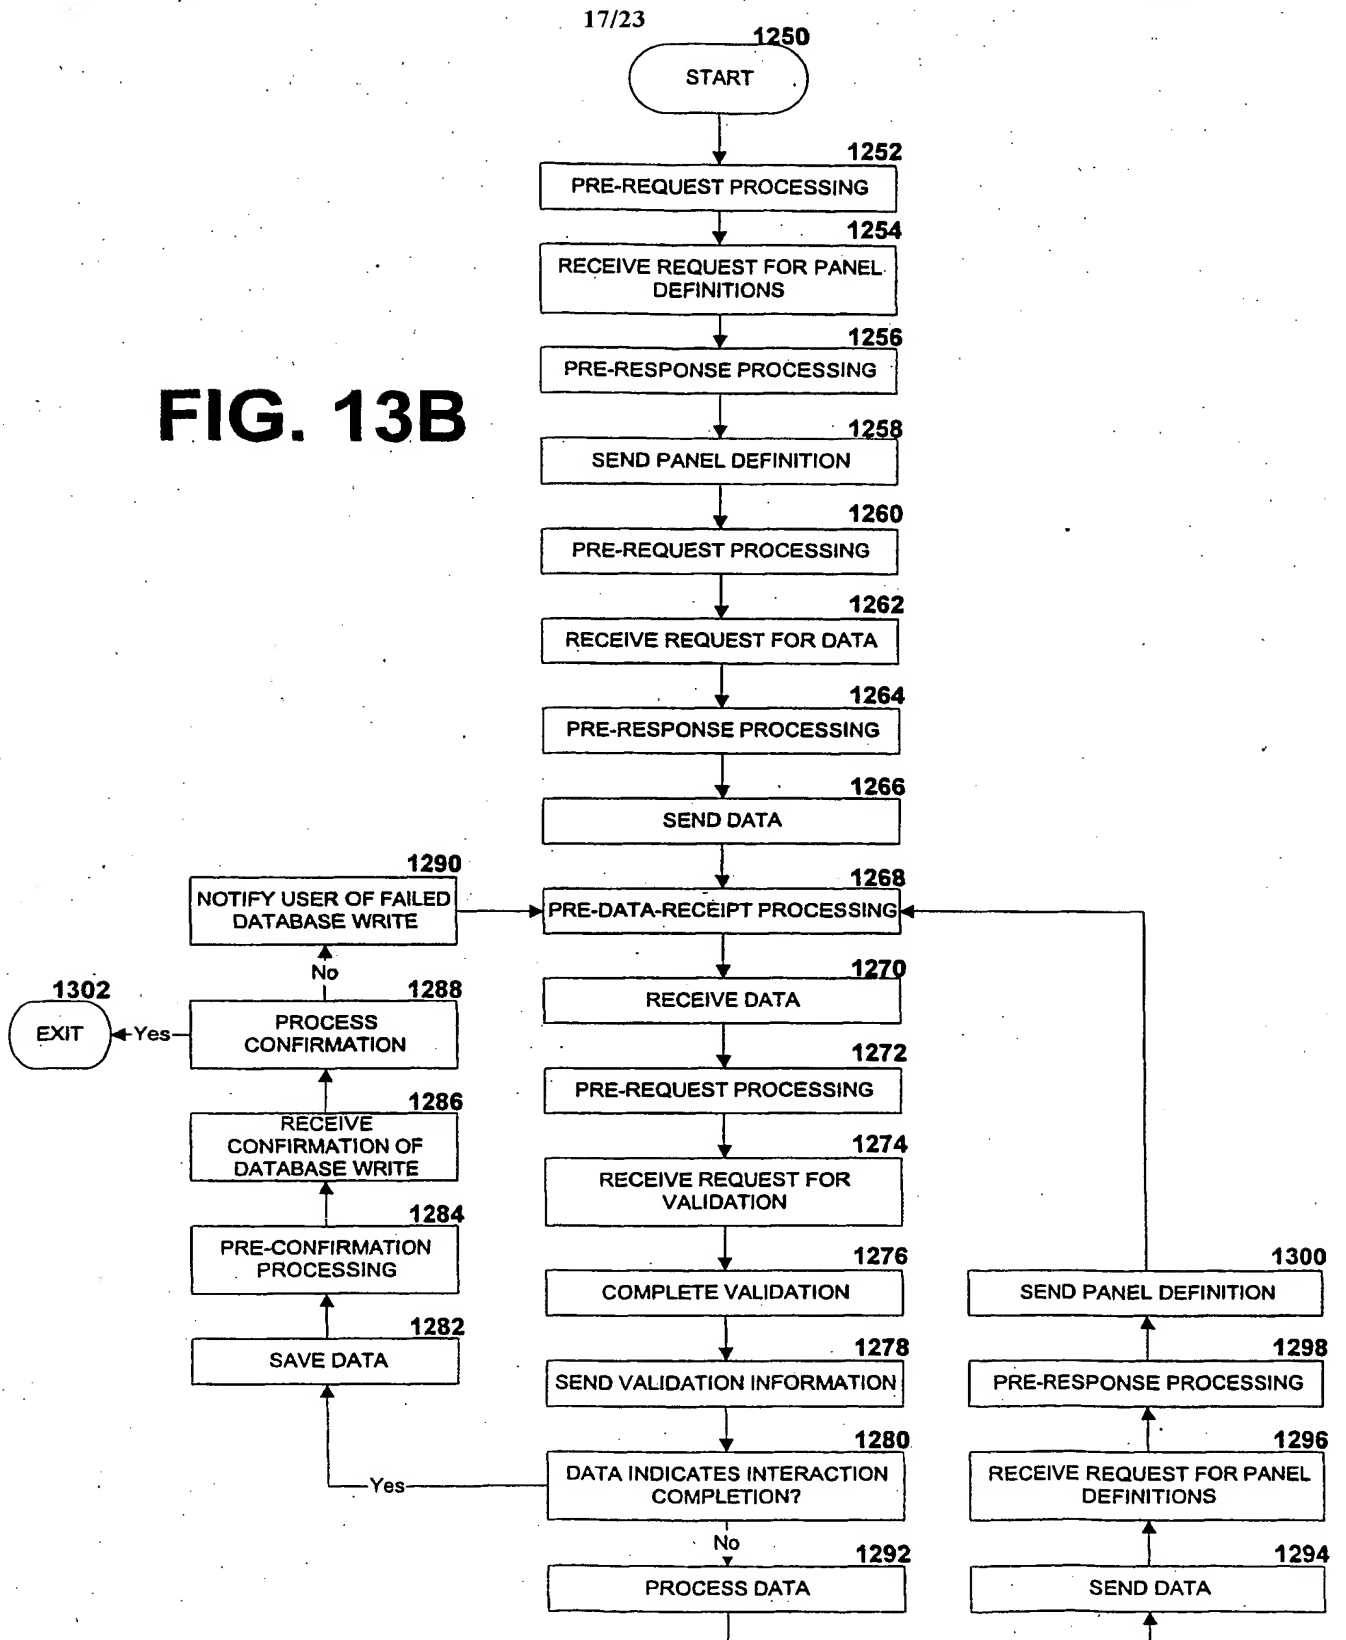 17/23
1250
START
1252
PRE-REQUEST PROCESSING
1254
RECEIVE REQUEST FOR PANEL
DEFINITIONS
1256
PRE-RESPONSE PROCESSING
FIG. 13B
1258
SEND PANEL DEFINITION
1260
PRE-REQUEST PROCESSING
1262
RECEIVE REQUEST FOR DATA
1264
PRE-RESPONSE PROCESSING
1266
SEND DATA
1290
NOTIFY USER OF FAILED
DATABASE WRITE
1268
PRE-DATA-RECEIPT PROCESSING
No
1302
EXIT
Yes
1288
PROCESS
CONFIRMATION
1270
RECEIVE DATA
1272
PRE-REQUEST PROCESSING
1286
RECEIVE
CONFIRMATION OF
DATABASE WRITE
1274
RECEIVE REQUEST FOR
VALIDATION
1284
PRE-CONFIRMATION
PROCESSING
1276
COMPLETE VALIDATION
1300
SEND PANEL DEFINITION
1282
SAVE DATA
1278
SEND VALIDATION INFORMATION
1298
PRE-RESPONSE PROCESSING
1280
DATA INDICATES INTERACTION
COMPLETION?
Yes
1296
RECEIVE REQUEST FOR PANEL
DEFINITIONS
No
1292
PROCESS DATA
1294
SEND DATA